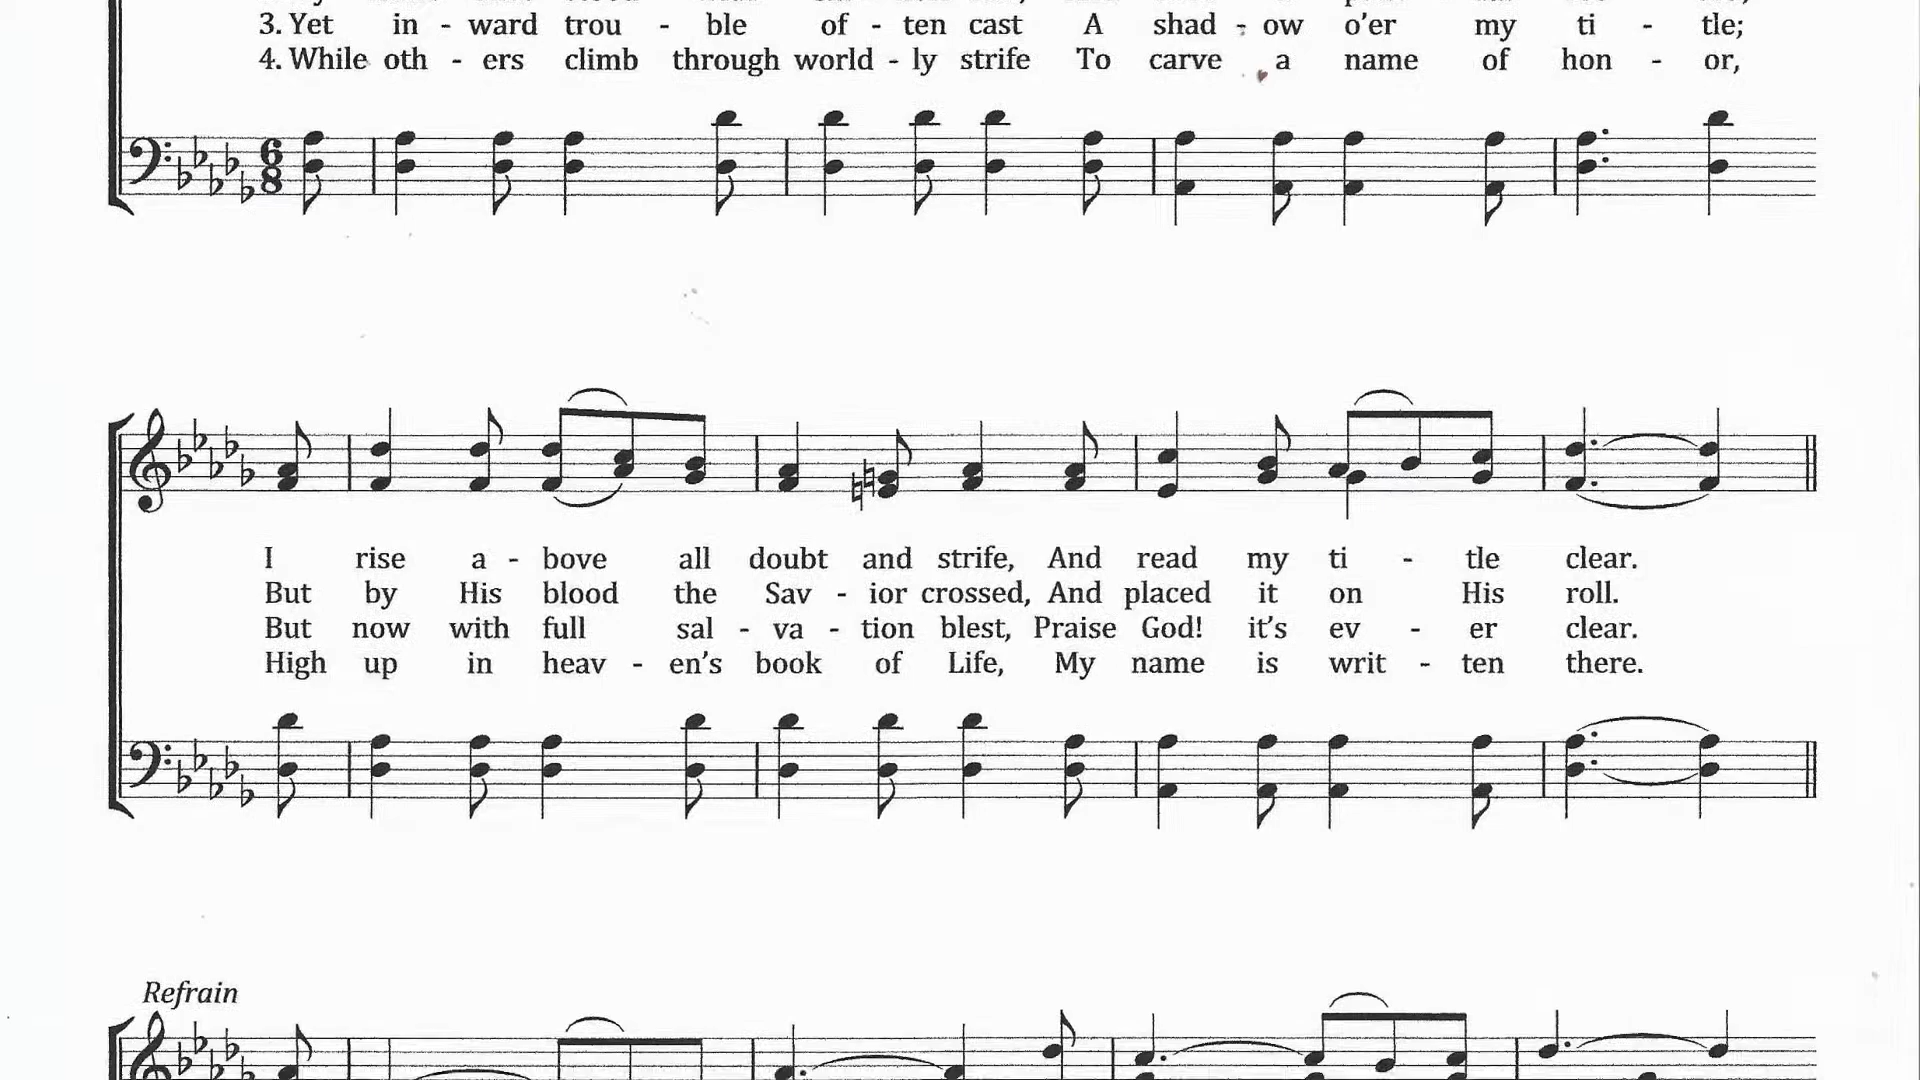 3. Yet in - ward trou - ble of - ten cast A shad - ow o’er my ti - tle;
4. While oth - ers climb through world - ly strife To carve a name of hon - or,
6
8
I rise a - bove all doubt and strife, And read my ti - tle clear.
But by His blood the Sav - ior crossed, And placed it on His roll.
But now with full sal - va - tion blest, Praise God! it’s ev - er clear.
High up in heav - en’s book of Life, My name is writ - ten there.
Refrain